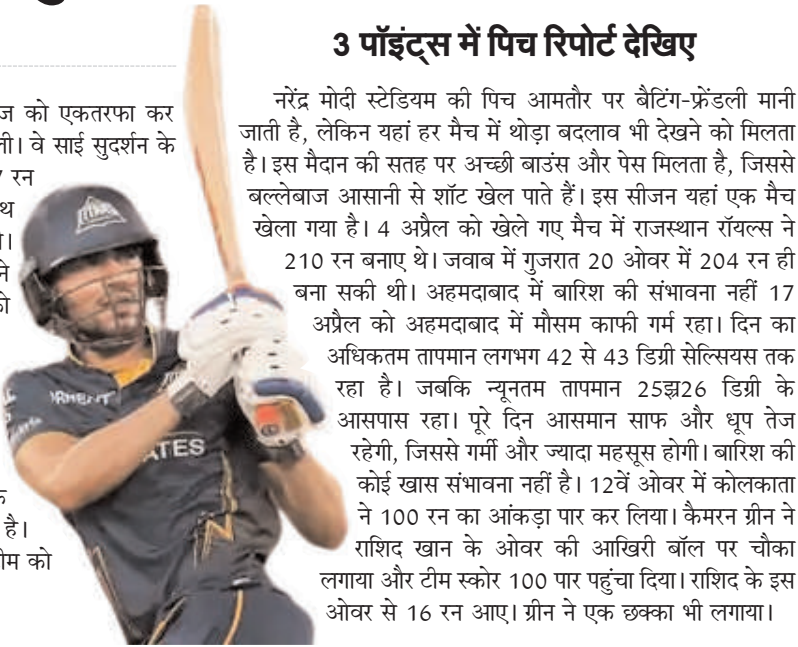 3 पॉइंट्स में पिच रिपोर्ट देखिए
नरेंद्र मोदी स्टेडियम की पिच आमतौर पर बैटिंग-फ्रेंडली मानी
जाती है, लेकिन यहां हर मैच में थोड़ा बदलाव भी देखने को मिलता
है। इस मैदान की सतह पर अच्छी बाउंस और पेस मिलता है, जिससे
बल्लेबाज आसानी से शॉट खेल पाते हैं। इस सीजन यहां एक मैच
खेला गया है। 4 अप्रैल को खेले गए मैच में राजस्थान रॉयल्स ने
210 रन बनाए थे। जवाब में गुजरात 20 ओवर में 204 रन ही
बना सकी थी। अहमदाबाद में बारिश की संभावना नहीं 17
अप्रैल को अहमदाबाद में मौसम काफी गर्म रहा। दिन का
अधिकतम तापमान लगभग 42 से 43 डिग्री सेल्सियस तक
रहा है। जबकि न्यूनतम तापमान 25झ26 डिग्री के
आसपास रहा। पूरे दिन आसमान साफ और धूप तेज
रहेगी, जिससे गर्मी और ज्यादा महसूस होगी। बारिश की
कोई खास संभावना नहीं है। 12वें ओवर में कोलकाता
ने 100 रन का आंकड़ा पार कर लिया। कैमरन ग्रीन ने
राशिद खान के ओवर की आखिरी बॉल पर चौका
लगाया और टीम स्कोर 100 पार पहुंचा दिया। राशिद के इस
ओवर से 16 रन आए। ग्रीन ने एक छक्का भी लगाया।
को एकतरफा कर
वे साई सुदर्शन के
रन
है।
को